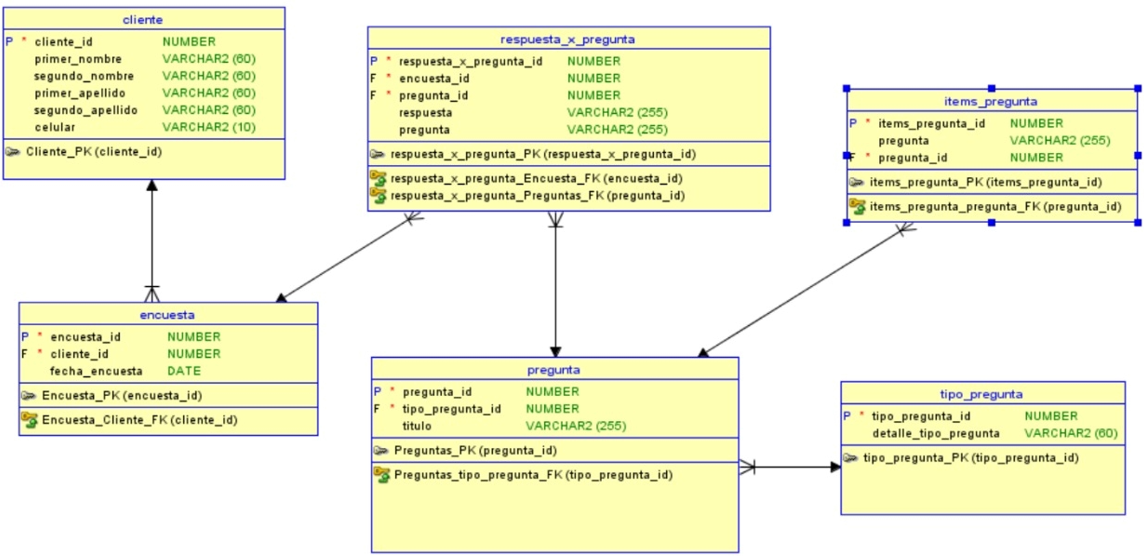 cliente
P * cliente_id NUMBER
primer_nombre VARCHAR2 (60)
segundo_nombre VARCHAR2 (60)
primer_apellido VARCHAR2 (60)
segundo_apellido VARCHAR2 (60)
celular VARCHAR2 (10)
Cliente_PK (cliente_id)
respuesta_x_pregunta
P * respuesta_x_pregunta_id NUMBER
F * encuesta_id NUMBER
F * pregunta_id NUMBER
respuesta VARCHAR2 (255)
pregunta VARCHAR2 (255)
respuesta_x_pregunta_PK (respuesta_x_pregunta_id)
respuesta_x_pregunta_Encuesta_FK (encuesta_id)
respuesta_x_pregunta_Preguntas_FK (pregunta_id)
items_pregunta
P * items_pregunta_id NUMBER
pregunta VARCHAR2 (255)
F * pregunta_id NUMBER
items_pregunta_PK (items_pregunta_id)
items_pregunta_pregunta_FK (pregunta_id)
encuesta
P * encuesta_id NUMBER
F * cliente_id NUMBER
fecha_encuesta DATE
Encuesta_PK (encuesta_id)
Encuesta_Cliente_FK (cliente_id)
pregunta
P * pregunta_id NUMBER
F * tipo_pregunta_id NUMBER
titulo VARCHAR2 (255)
Preguntas_PK (pregunta_id)
Preguntas_tipo_pregunta_FK (tipo_pregunta_id)
tipo_pregunta
P * tipo_pregunta_id NUMBER
detalle_tipo_pregunta VARCHAR2 (60)
tipo_pregunta_PK (tipo_pregunta_id)